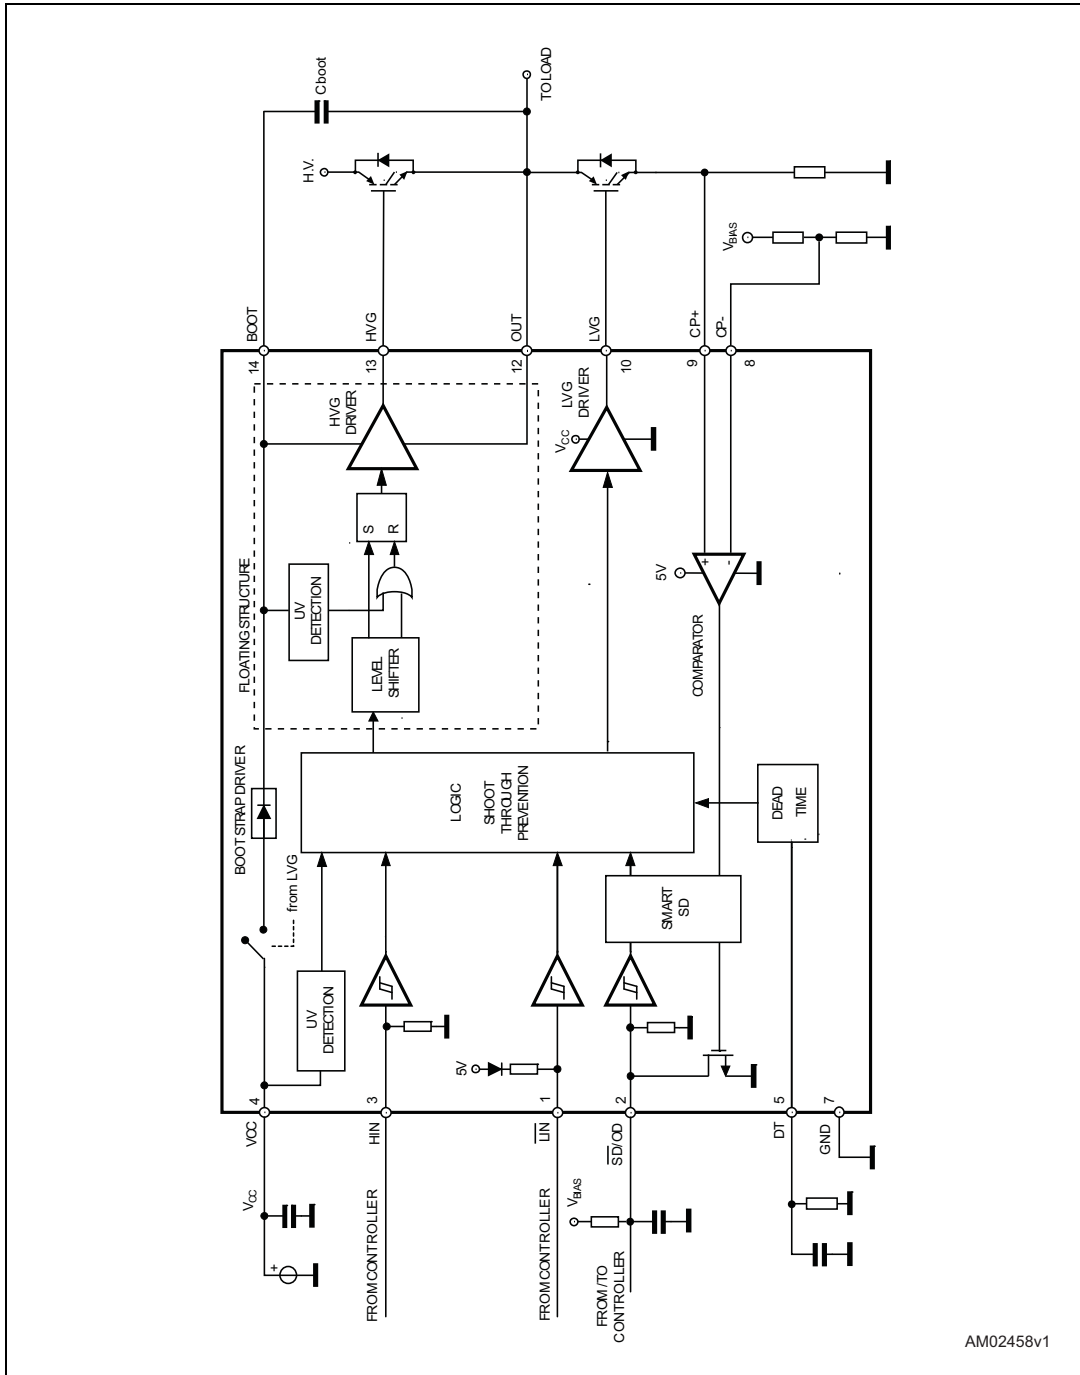 Cboot
TO LOAD
H.V.
VBIAS
BOOT
HVG
OUT
LVG
CP+
CP-
14
13
12
10
9
8
HVG
DRIVER
LVG
DRIVER
VCC
FLOATING STRUCTURE
UV
DETECTION
LEVEL
SHIFTER
S
R
5V
+
-
COMPARATOR
BOOTSTRAP DRIVER
from LVG
LOGIC
SHOOT
THROUGH
PREVENTION
DEAD
TIME
UV
DETECTION
SMART
SD
5V
4
3
1
2
5
7
VCC
HIN
LIN
SD/OD
DT
GND
VCC
+
FROM CONTROLLER
FROM CONTROLLER
VBIAS
FROM/TO
CONTROLLER
AM02458v1